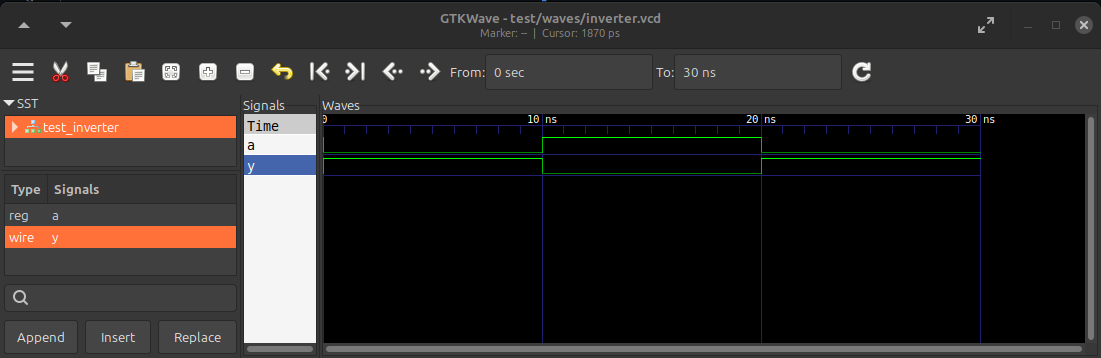 GTKWave - test/waves/inverter.vcd
Marker: -- | Cursor: 1870 ps
From: 0 sec To: 30 ns
SST
test_inverter
Type Signals
reg a
wire y
Append Insert Replace
Signals
Time
a
y
Waves
0 10 ns 20 ns 30 ns